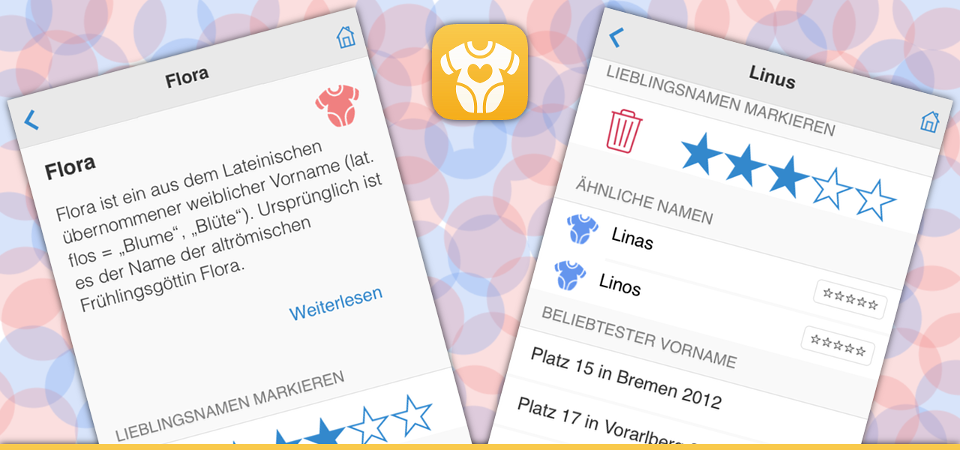 Flora
Flora
Flora ist ein aus dem Lateinischen
übernommener weiblicher Vorname (lat.
flos = „Blume“, „Blüte“). Ursprünglich ist
es der Name der altrömischen
Frühlingsgöttin Flora.
Weiterlesen
LIEBLINGSNAMEN MARKIEREN
Linus
LIEBLINGSNAMEN MARKIEREN
ÄHNLICHE NAMEN
Linas
Linos
BELIEBTESTER VORNAME
Platz 15 in Bremen 2012
Platz 17 in Vorarlberg